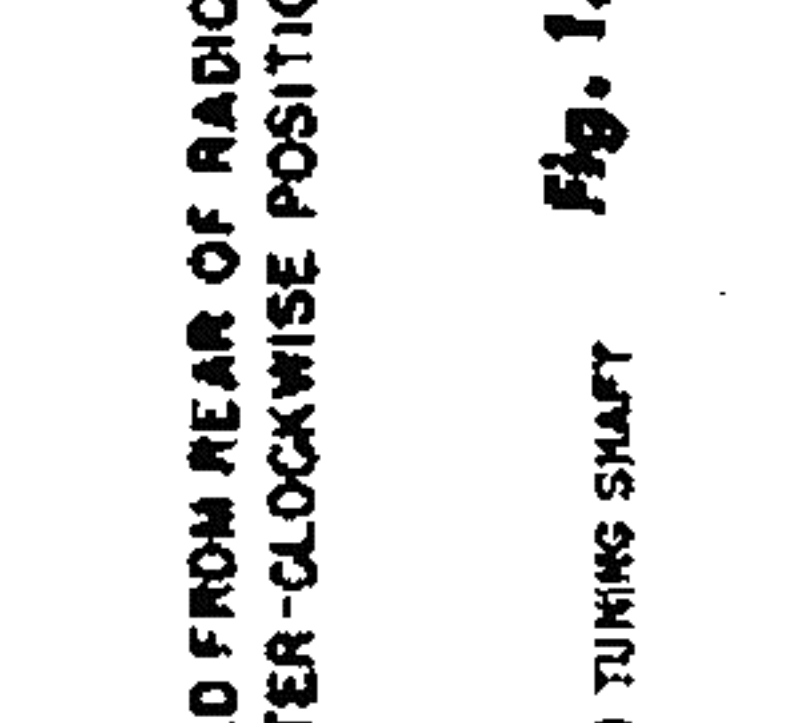 D FROM REAR OF RADIO
TER-CLOCKWISE POSITIO
Fig. 1.
TUNING SHAFT